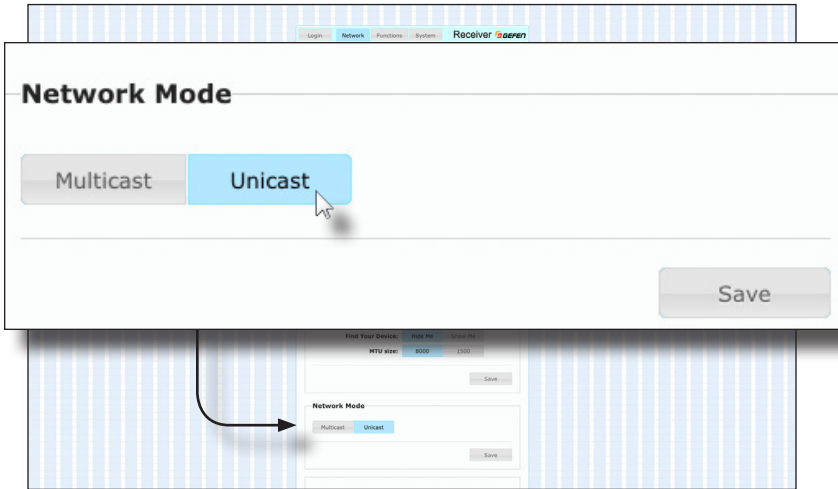 Login Network Functions System Receiver GEFEN
Network Mode
Multicast Unicast
Save
Find Your Device: Hide Me Show Me
MTU size: 8000 1500
Save
Network Mode
Multicast Unicast
Save